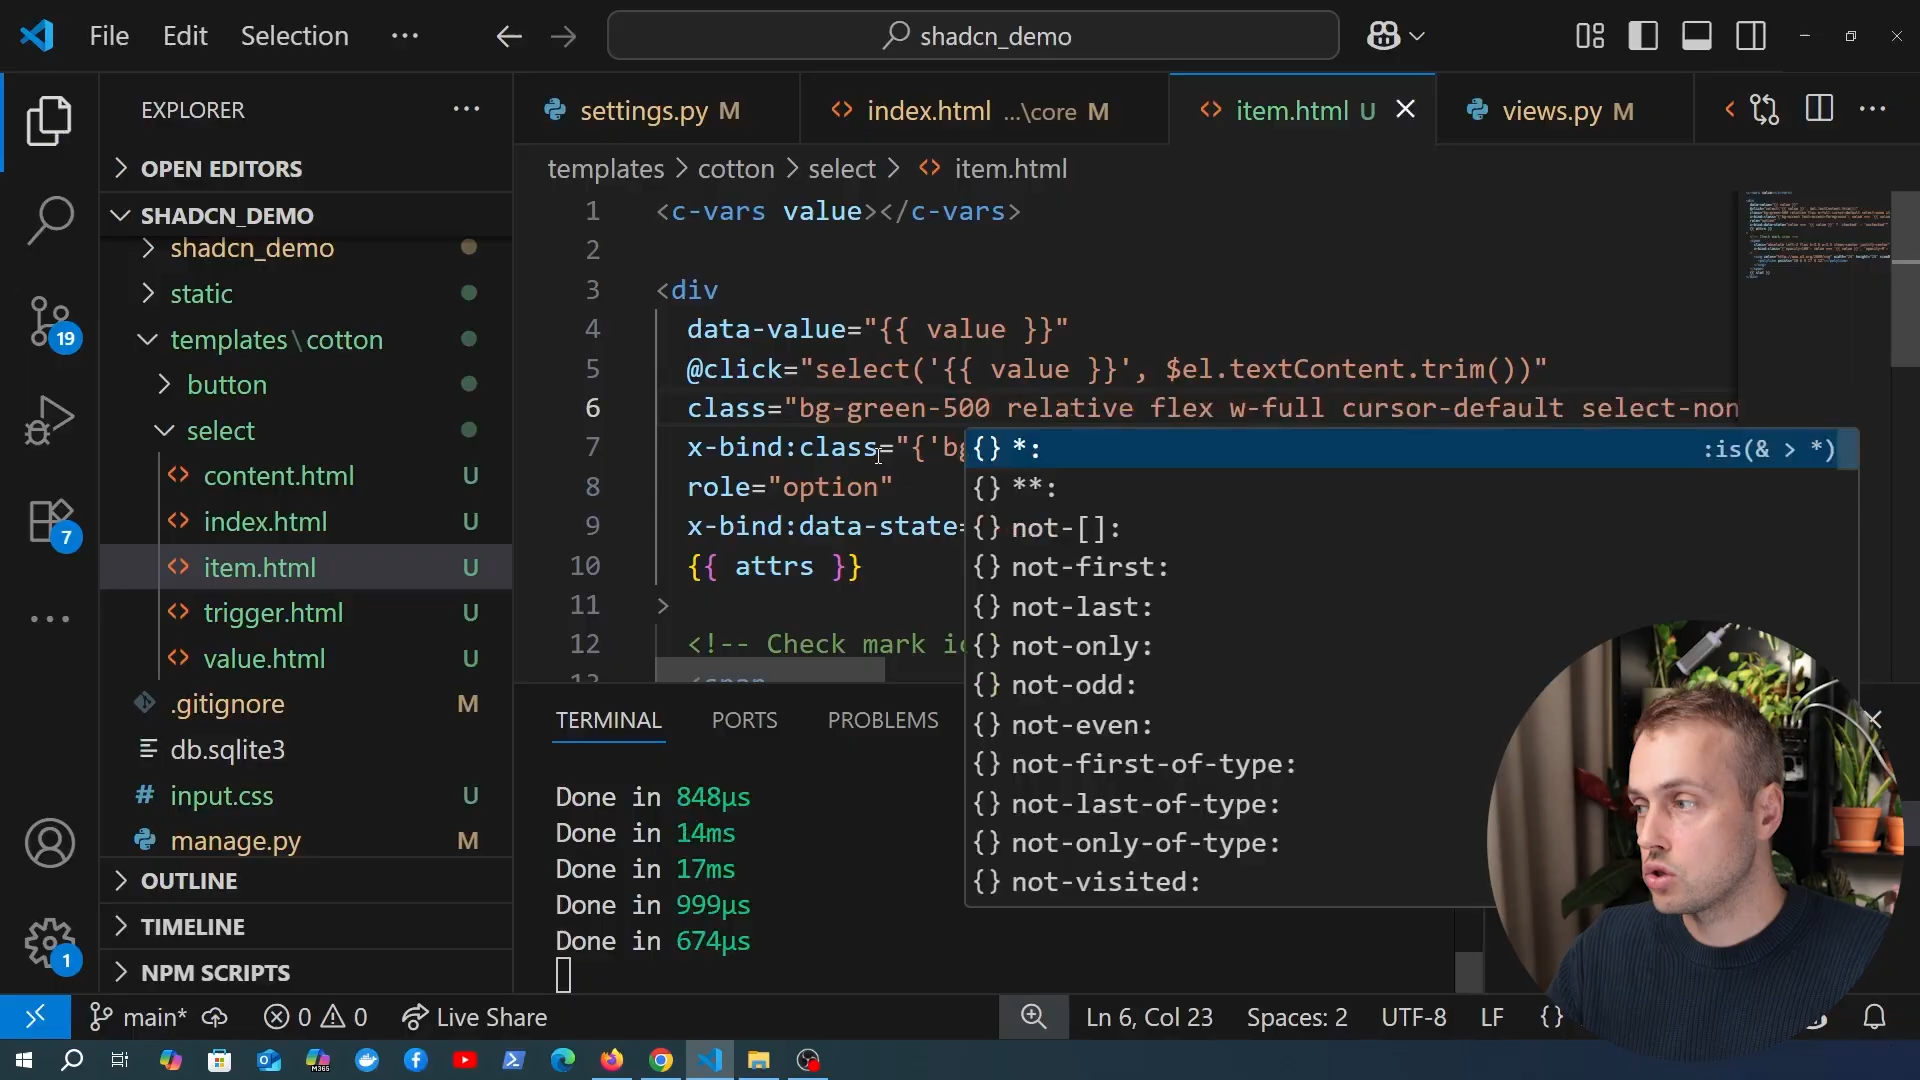 File Edit Selection ···
shadcn_demo
EXPLORER ···
OPEN EDITORS
SHADCN_DEMO
shadcn_demo
static
templates\cotton
button
select
content.html U
index.html U
item.html U
trigger.html U
value.html U
.gitignore M
db.sqlite3
input.css U
manage.py M
OUTLINE
TIMELINE
NPM SCRIPTS
19
7
1
settings.py M
index.html ...\core M
item.html U
views.py M
templates > cotton > select > item.html
1 <c-vars value></c-vars>
2
3 <div
4 data-value="{{ value }}"
5 @click="select('{{ value }}', $el.textContent.trim())"
6 class="bg-green-500 relative flex w-full cursor-default select-non
7 x-bind:class="{'bg
8 role="option"
9 x-bind:data-state=
10 {{ attrs }}
11 >
12 <!-- Check mark ic
13 <span
{} *: :is(& > *)
{} **:
{} not-[]:
{} not-first:
{} not-last:
{} not-only:
{} not-odd:
{} not-even:
{} not-first-of-type:
{} not-last-of-type:
{} not-only-of-type:
{} not-visited:
TERMINAL PORTS PROBLEMS
Done in 848µs
Done in 14ms
Done in 17ms
Done in 999µs
Done in 674µs
main* 0 0 Live Share
Ln 6, Col 23 Spaces: 2 UTF-8 LF {}
M365